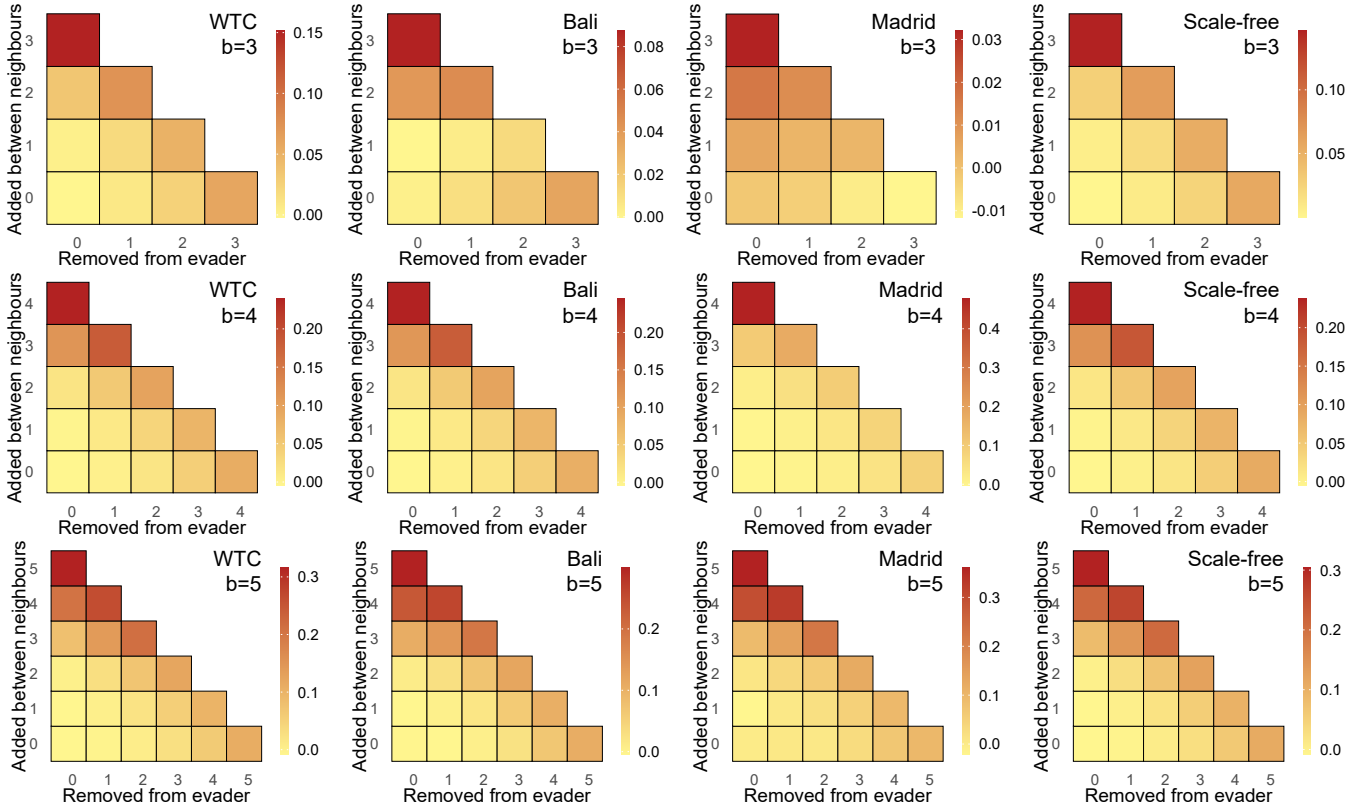 Added between neighbours
3
2
1
0
0 1 2 3
Removed from evader
WTC
b=3
0.15
0.10
0.05
0.00
Added between neighbours
3
2
1
0
0 1 2 3
Removed from evader
Bali
b=3
0.08
0.06
0.04
0.02
0.00
Added between neighbours
3
2
1
0
0 1 2 3
Removed from evader
Madrid
b=3
0.03
0.02
0.01
0.00
-0.01
Added between neighbours
3
2
1
0
0 1 2 3
Removed from evader
Scale-free
b=3
0.10
0.05
Added between neighbours
4
3
2
1
0
0 1 2 3 4
Removed from evader
WTC
b=4
0.20
0.15
0.10
0.05
0.00
Added between neighbours
4
3
2
1
0
0 1 2 3 4
Removed from evader
Bali
b=4
0.20
0.15
0.10
0.05
0.00
Added between neighbours
4
3
2
1
0
0 1 2 3 4
Removed from evader
Madrid
b=4
0.4
0.3
0.2
0.1
0.0
Added between neighbours
4
3
2
1
0
0 1 2 3 4
Removed from evader
Scale-free
b=4
0.20
0.15
0.10
0.05
0.00
Added between neighbours
5
4
3
2
1
0
0 1 2 3 4 5
Removed from evader
WTC
b=5
0.3
0.2
0.1
0.0
Added between neighbours
5
4
3
2
1
0
0 1 2 3 4 5
Removed from evader
Bali
b=5
0.2
0.1
0.0
Added between neighbours
5
4
3
2
1
0
0 1 2 3 4 5
Removed from evader
Madrid
b=5
0.3
0.2
0.1
0.0
Added between neighbours
5
4
3
2
1
0
0 1 2 3 4 5
Removed from evader
Scale-free
b=5
0.3
0.2
0.1
0.0